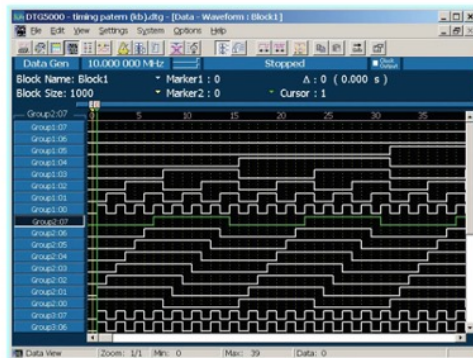 DTG5000 - timing patern (kb).dtg - [Data - Waveform : Block1]
File Edit View Settings System Options Help
Data Gen 10.000 000 MHz Stopped Clock Output
Block Name: Block1 Marker1 : 0 Δ : 0 ( 0.000 s )
Block Size: 1000 Marker2 : 0 Cursor : 1
Group2:07 0 10 20 30
Group1:07
Group1:06
Group1:05
Group1:04
Group1:03
Group1:02
Group1:01
Group1:00
Group2:07
Group2:06
Group2:05
Group2:04
Group2:03
Group2:02
Group2:01
Group2:00
Group3:07
Group3:06
Data View Zoom: 1/1 Min: 0 Max: 39 Data: 0